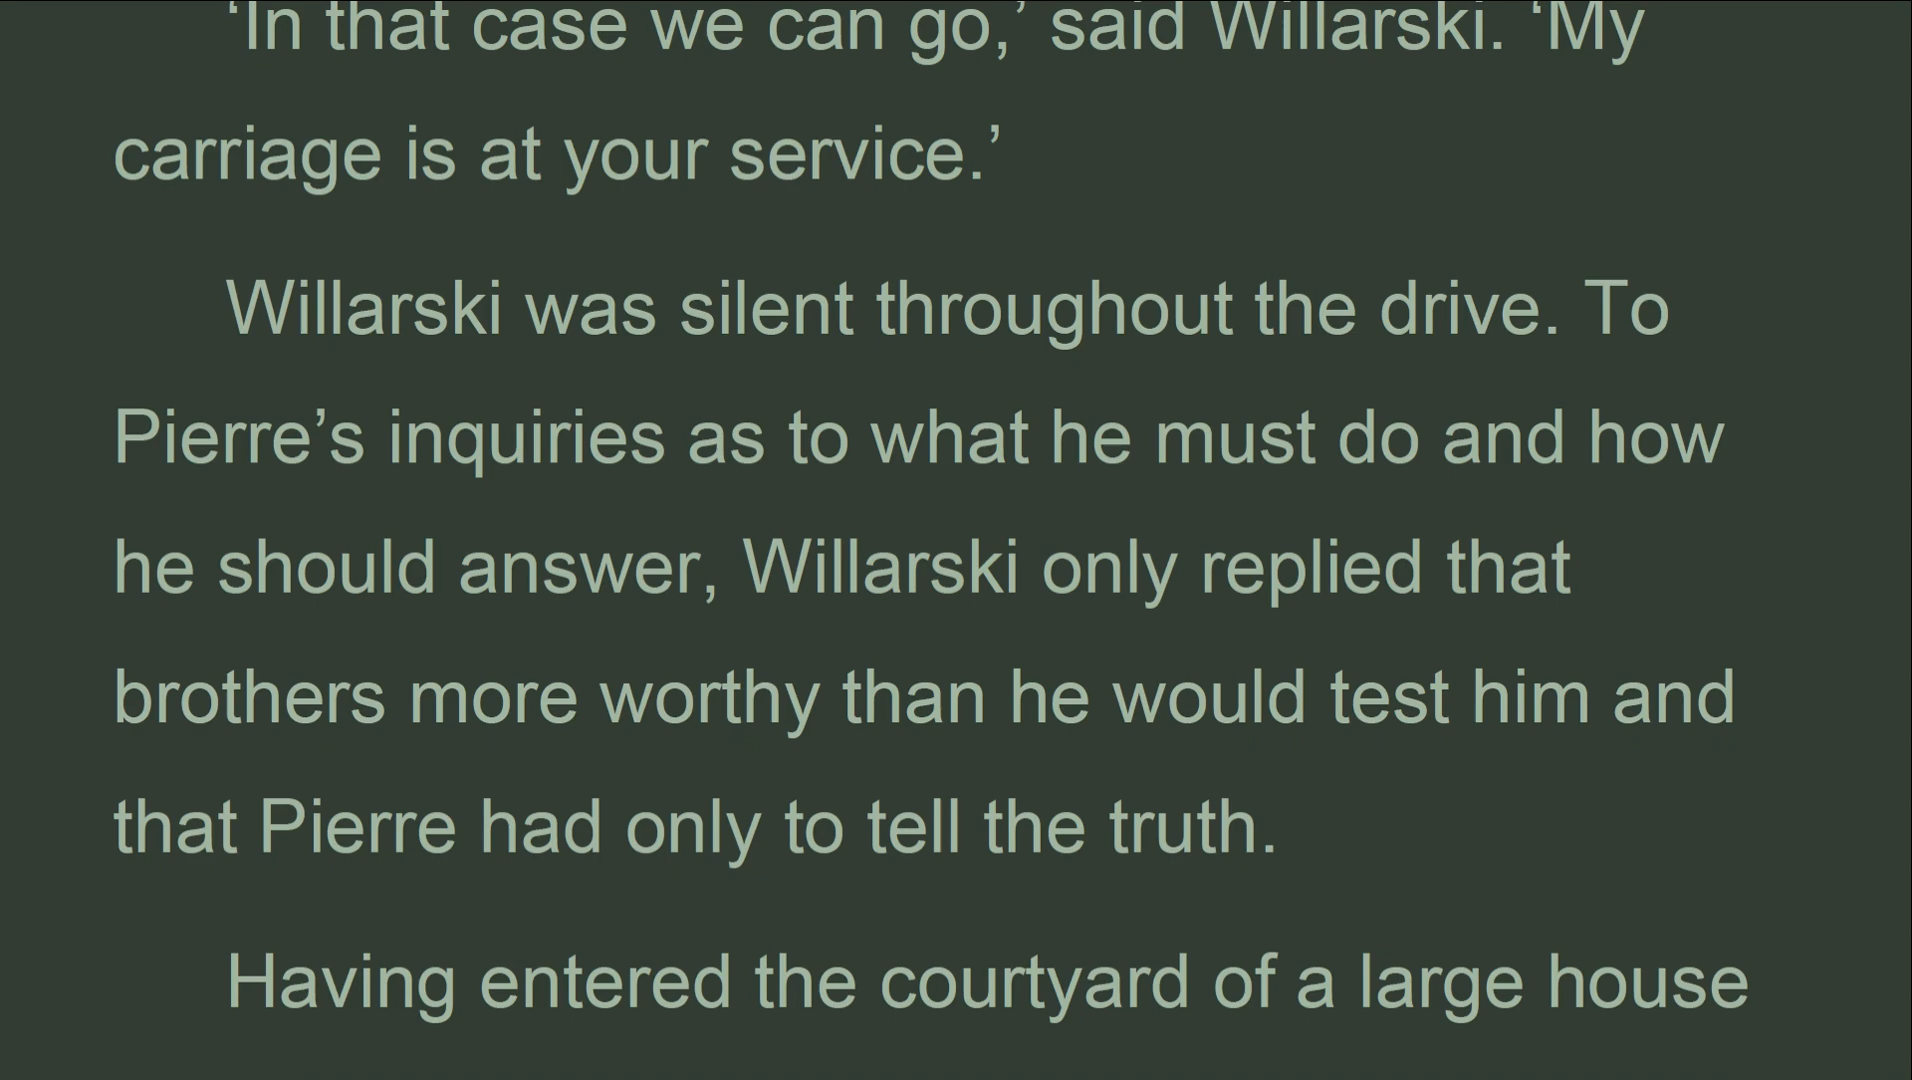 ‘In that case we can go,’ said Willarski. ‘My
carriage is at your service.’
Willarski was silent throughout the drive. To
Pierre’s inquiries as to what he must do and how
he should answer, Willarski only replied that
brothers more worthy than he would test him and
that Pierre had only to tell the truth.
Having entered the courtyard of a large house